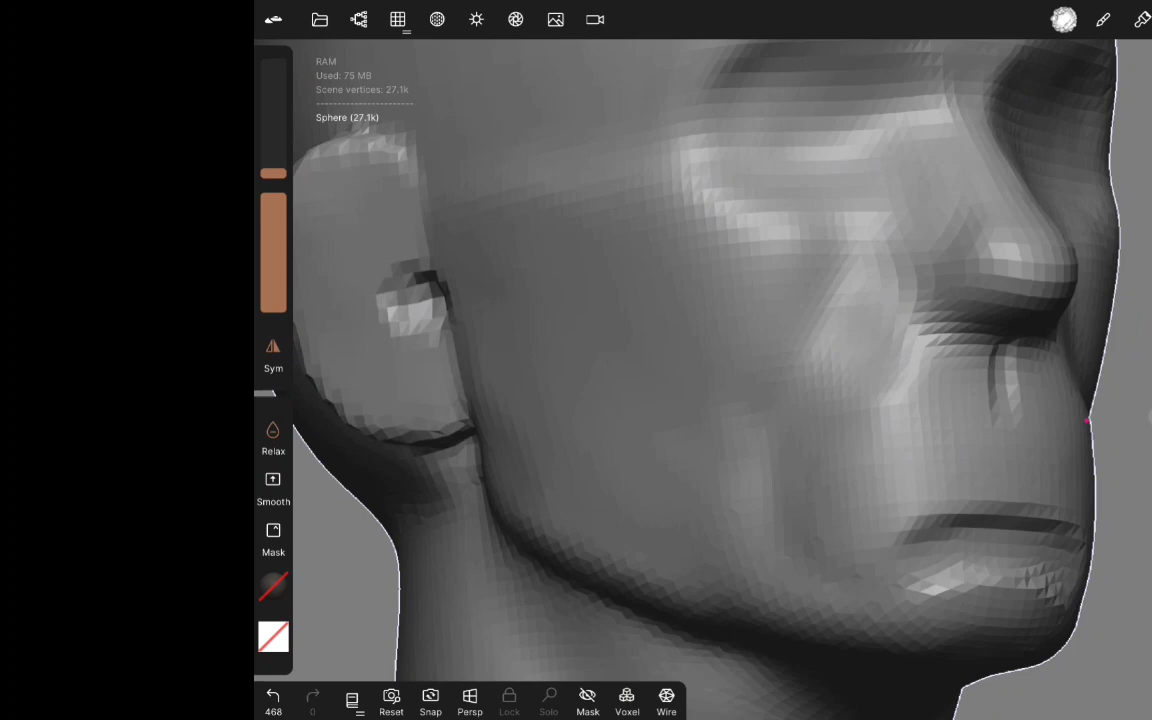 RAM
Used: 75 MB
Scene vertices: 27.1k
------------------------
Sphere (27.1k)
Sym
Relax
Smooth
Mask
468
0
Reset
Snap
Persp
Lock
Solo
Mask
Voxel
Wire